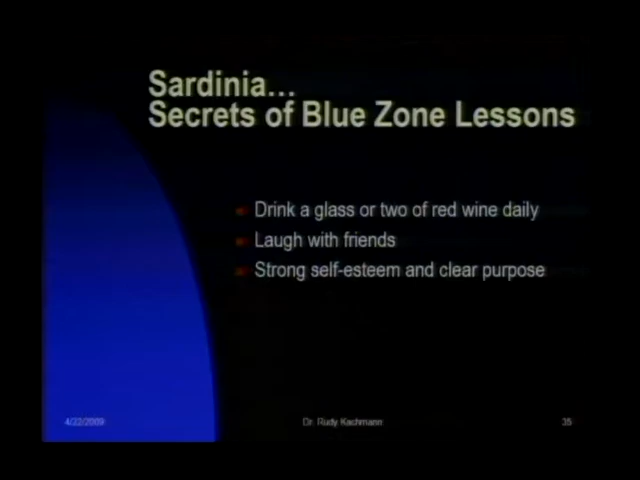 Sardinia…
Secrets of Blue Zone Lessons
Drink a glass or two of red wine daily
Laugh with friends
Strong self-esteem and clear purpose
4/22/2009
Dr. Rudy Kachmann
35